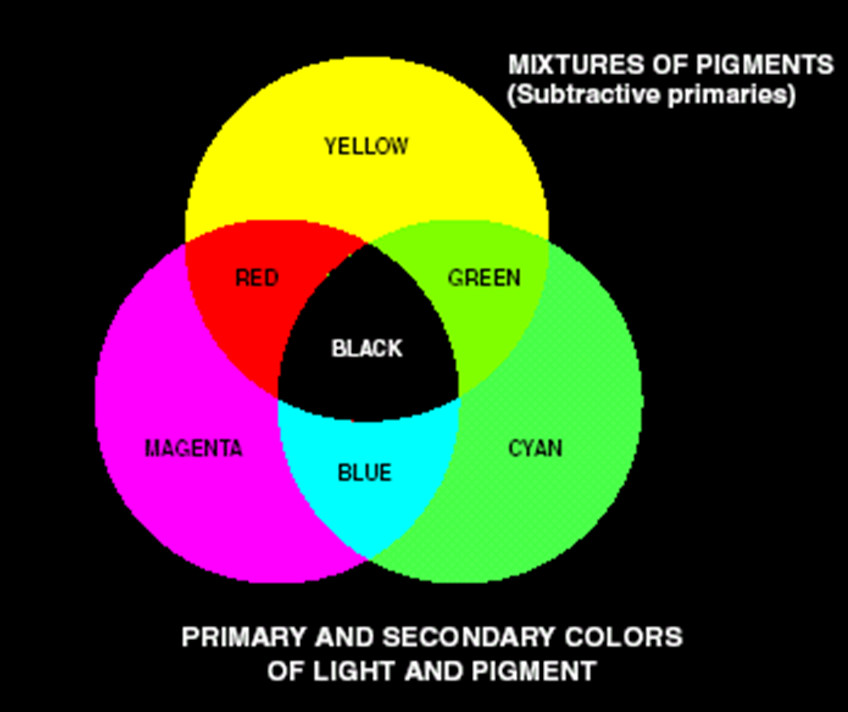 MIXTURES OF PIGMENTS
(Subtractive primaries)
YELLOW
RED
GREEN
BLACK
MAGENTA
CYAN
BLUE
PRIMARY AND SECONDARY COLORS
OF LIGHT AND PIGMENT